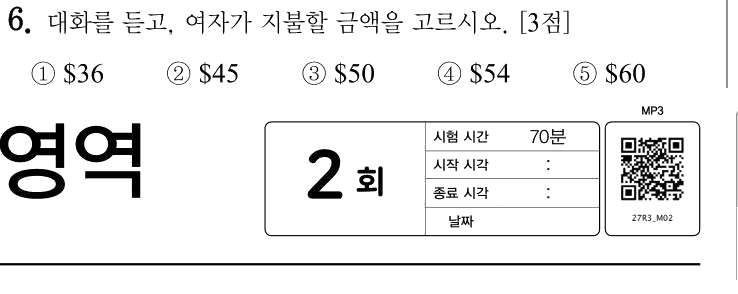 6. 대화를 듣고, 여자가 지불할 금액을 고르시오. [3점]
① $36 ② $45 ③ $50 ④ $54 ⑤ $60
MP3
영역
2회
시험 시간 70분
시작 시각 :
종료 시각 :
날짜
27R3_M02